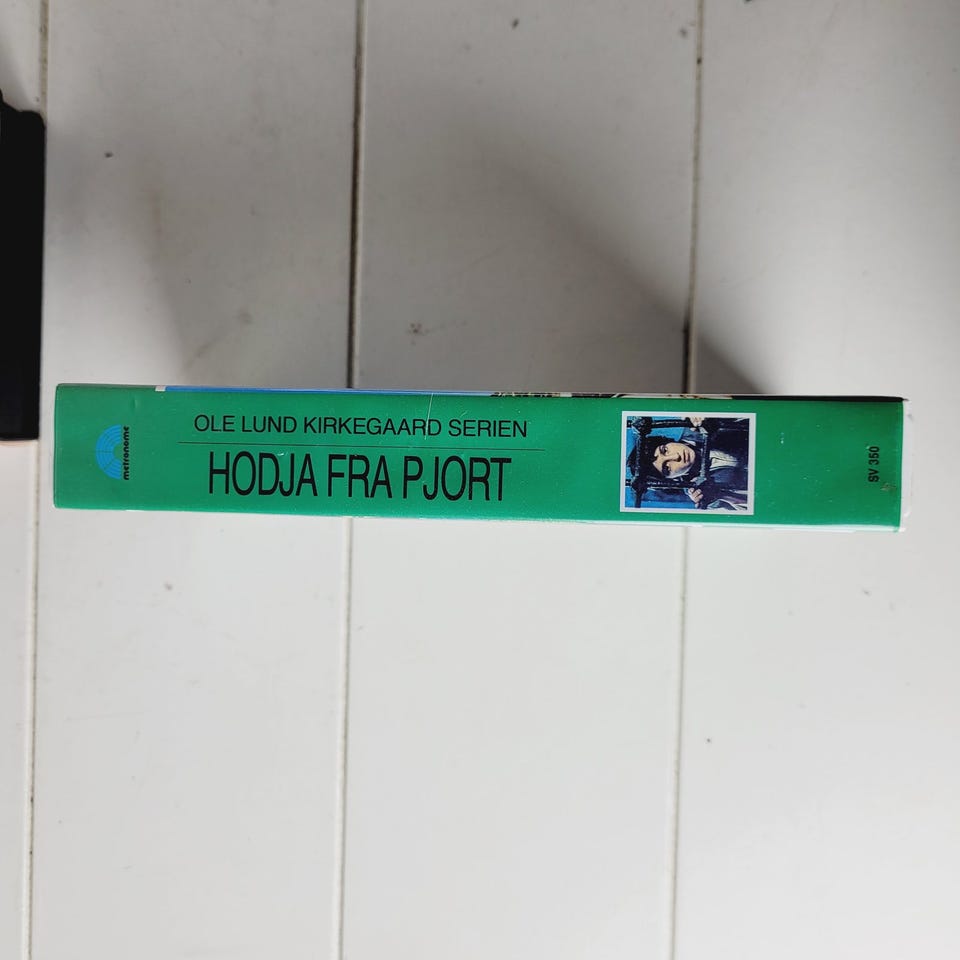 metronome
OLE LUND KIRKEGAARD SERIEN
HODJA FRA PJORT
SV 350